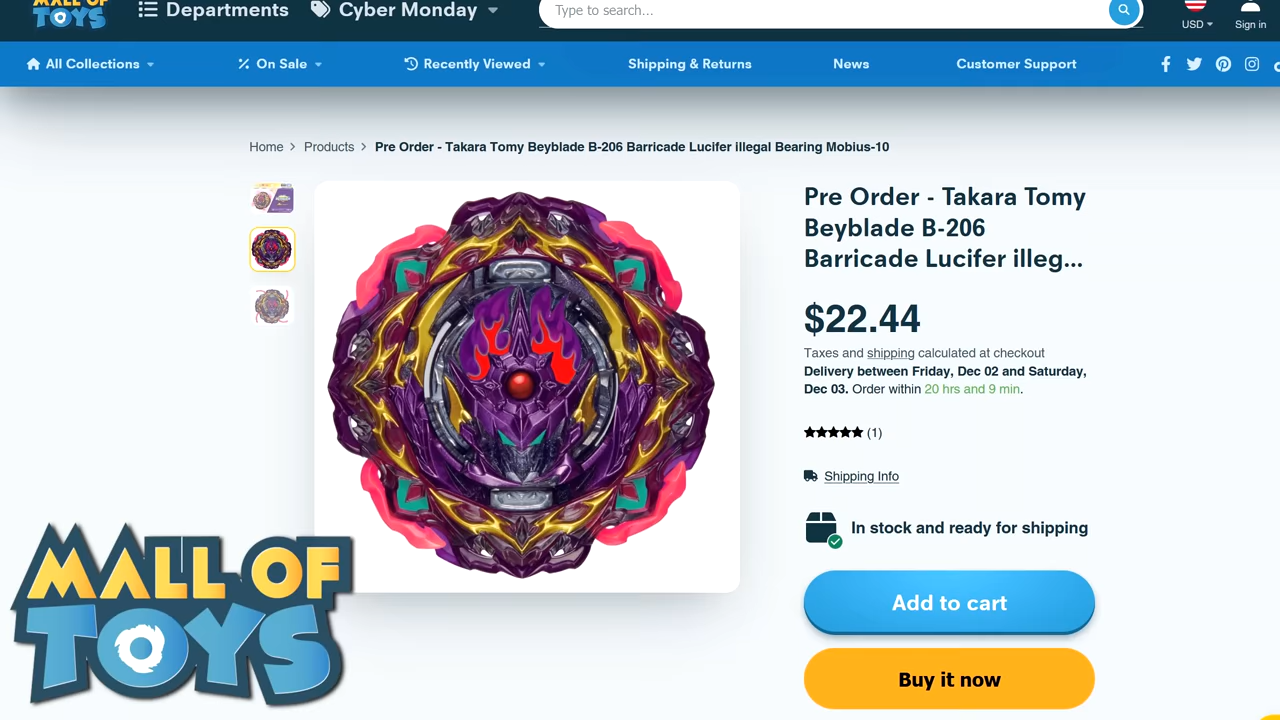 MALL OF
TOYS
Departments
Cyber Monday
Type to search...
USD
Sign in
All Collections
On Sale
Recently Viewed
Shipping & Returns
News
Customer Support
Home > Products > Pre Order - Takara Tomy Beyblade B-206 Barricade Lucifer illegal Bearing Mobius-10
Pre Order - Takara Tomy
Beyblade B-206
Barricade Lucifer illeg...
$22.44
Taxes and shipping calculated at checkout
Delivery between Friday, Dec 02 and Saturday,
Dec 03. Order within 20 hrs and 9 min.
★★★★★ (1)
Shipping Info
In stock and ready for shipping
Add to cart
Buy it now
MALL OF
TOYS